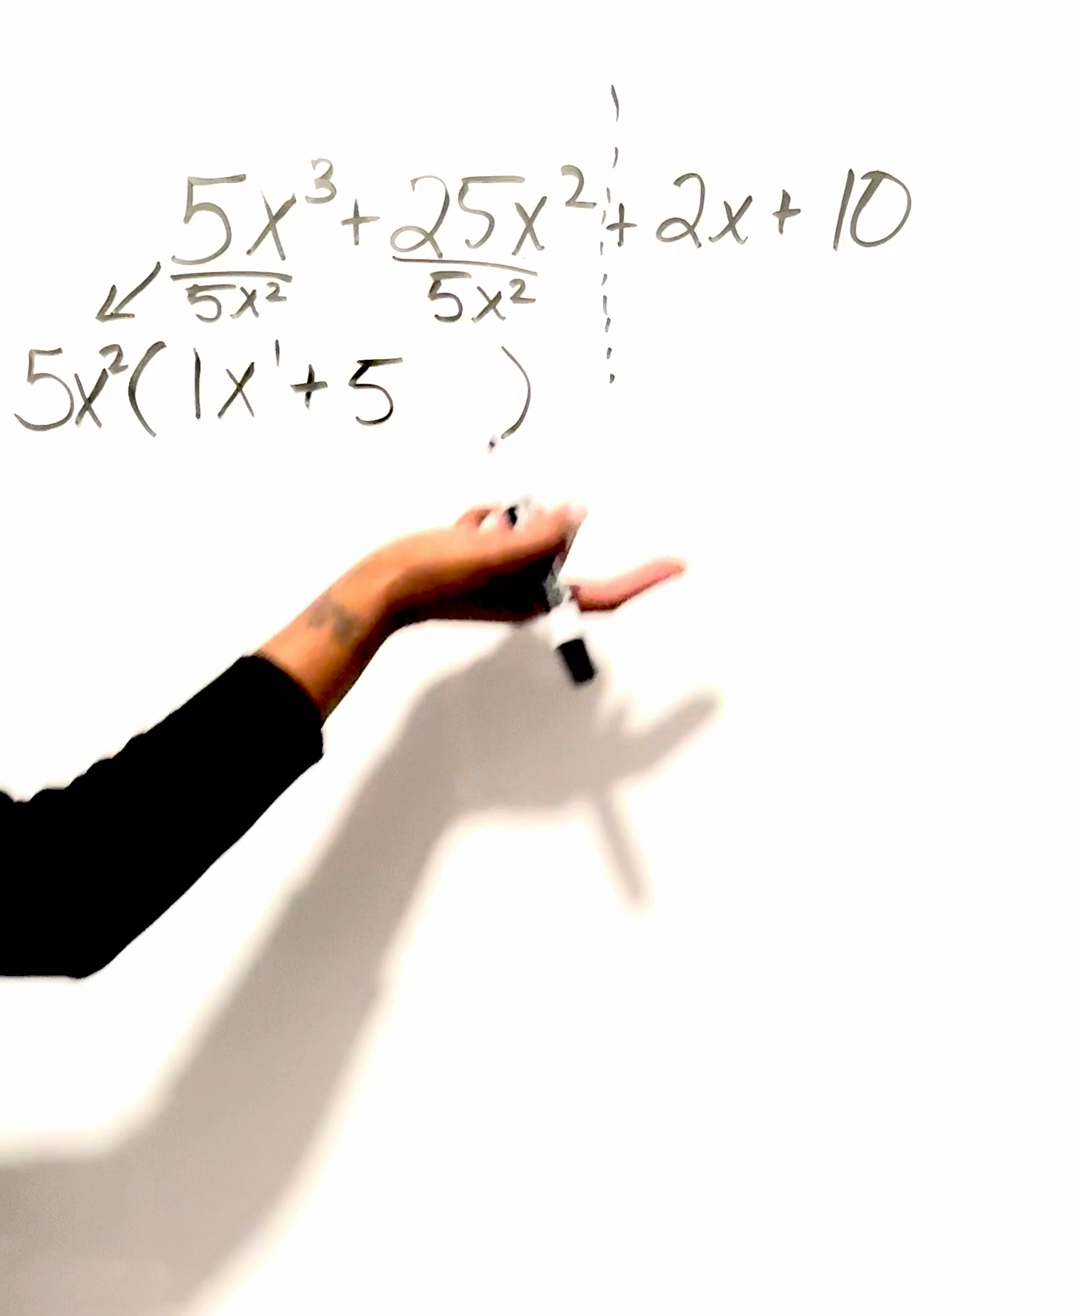 5x³ + 25x² + 2x + 10
5x² 5x²
5x²( 1x¹ + 5 )